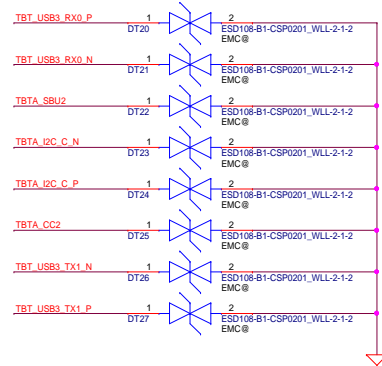 TBT_USB3_RX0_P 1 2
DT20 ESD108-B1-CSP0201_WLL-2-1-2
EMC@
TBT_USB3_RX0_N 1 2
DT21 ESD108-B1-CSP0201_WLL-2-1-2
EMC@
TBTA_SBU2 1 2
DT22 ESD108-B1-CSP0201_WLL-2-1-2
EMC@
TBTA_I2C_C_N 1 2
DT23 ESD108-B1-CSP0201_WLL-2-1-2
EMC@
TBTA_I2C_C_P 1 2
DT24 ESD108-B1-CSP0201_WLL-2-1-2
EMC@
TBTA_CC2 1 2
DT25 ESD108-B1-CSP0201_WLL-2-1-2
EMC@
TBT_USB3_TX1_N 1 2
DT26 ESD108-B1-CSP0201_WLL-2-1-2
EMC@
TBT_USB3_TX1_P 1 2
DT27 ESD108-B1-CSP0201_WLL-2-1-2
EMC@